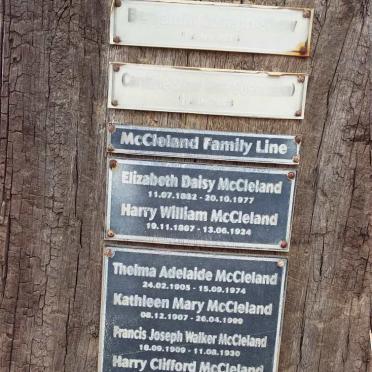 McCleland Family Line
Elizabeth Daisy McCleland
11.07.1882 - 20.10.1977
Harry William McCleland
19.11.1867 - 13.06.1924
Thelma Adelaide McCleland
24.02.1905 - 15.09.1974
Kathleen Mary McCleland
08.12.1907 - 26.04.1999
Francis Joseph Walker McCleland
18.09.1909 - 11.08.1930
Harry Clifford McCleland